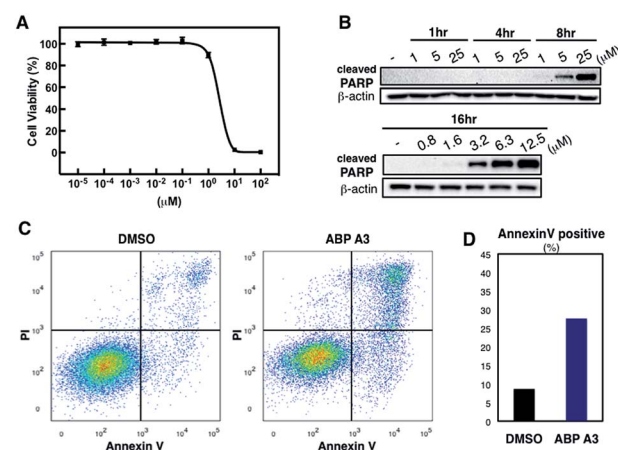 A
Cell Viability (%)
100
80
60
40
20
0
10⁻⁵ 10⁻⁴ 10⁻³ 10⁻² 10⁻¹ 10⁰ 10¹ 10²
(μM)
B
1hr 4hr 8hr
- 1 5 25 1 5 25 1 5 25 (μM)
cleaved
PARP
β-actin
16hr
- 0.8 1.6 3.2 6.3 12.5 (μM)
cleaved
PARP
β-actin
C
DMSO
PI
10⁵
10⁴
10³
10²
0
0 10² 10³ 10⁴ 10⁵
Annexin V
ABP A3
PI
10⁵
10⁴
10³
10²
0
0 10² 10³ 10⁴ 10⁵
Annexin V
D
AnnexinV positive
(%)
45
40
35
30
25
20
15
10
5
0
DMSO ABP A3